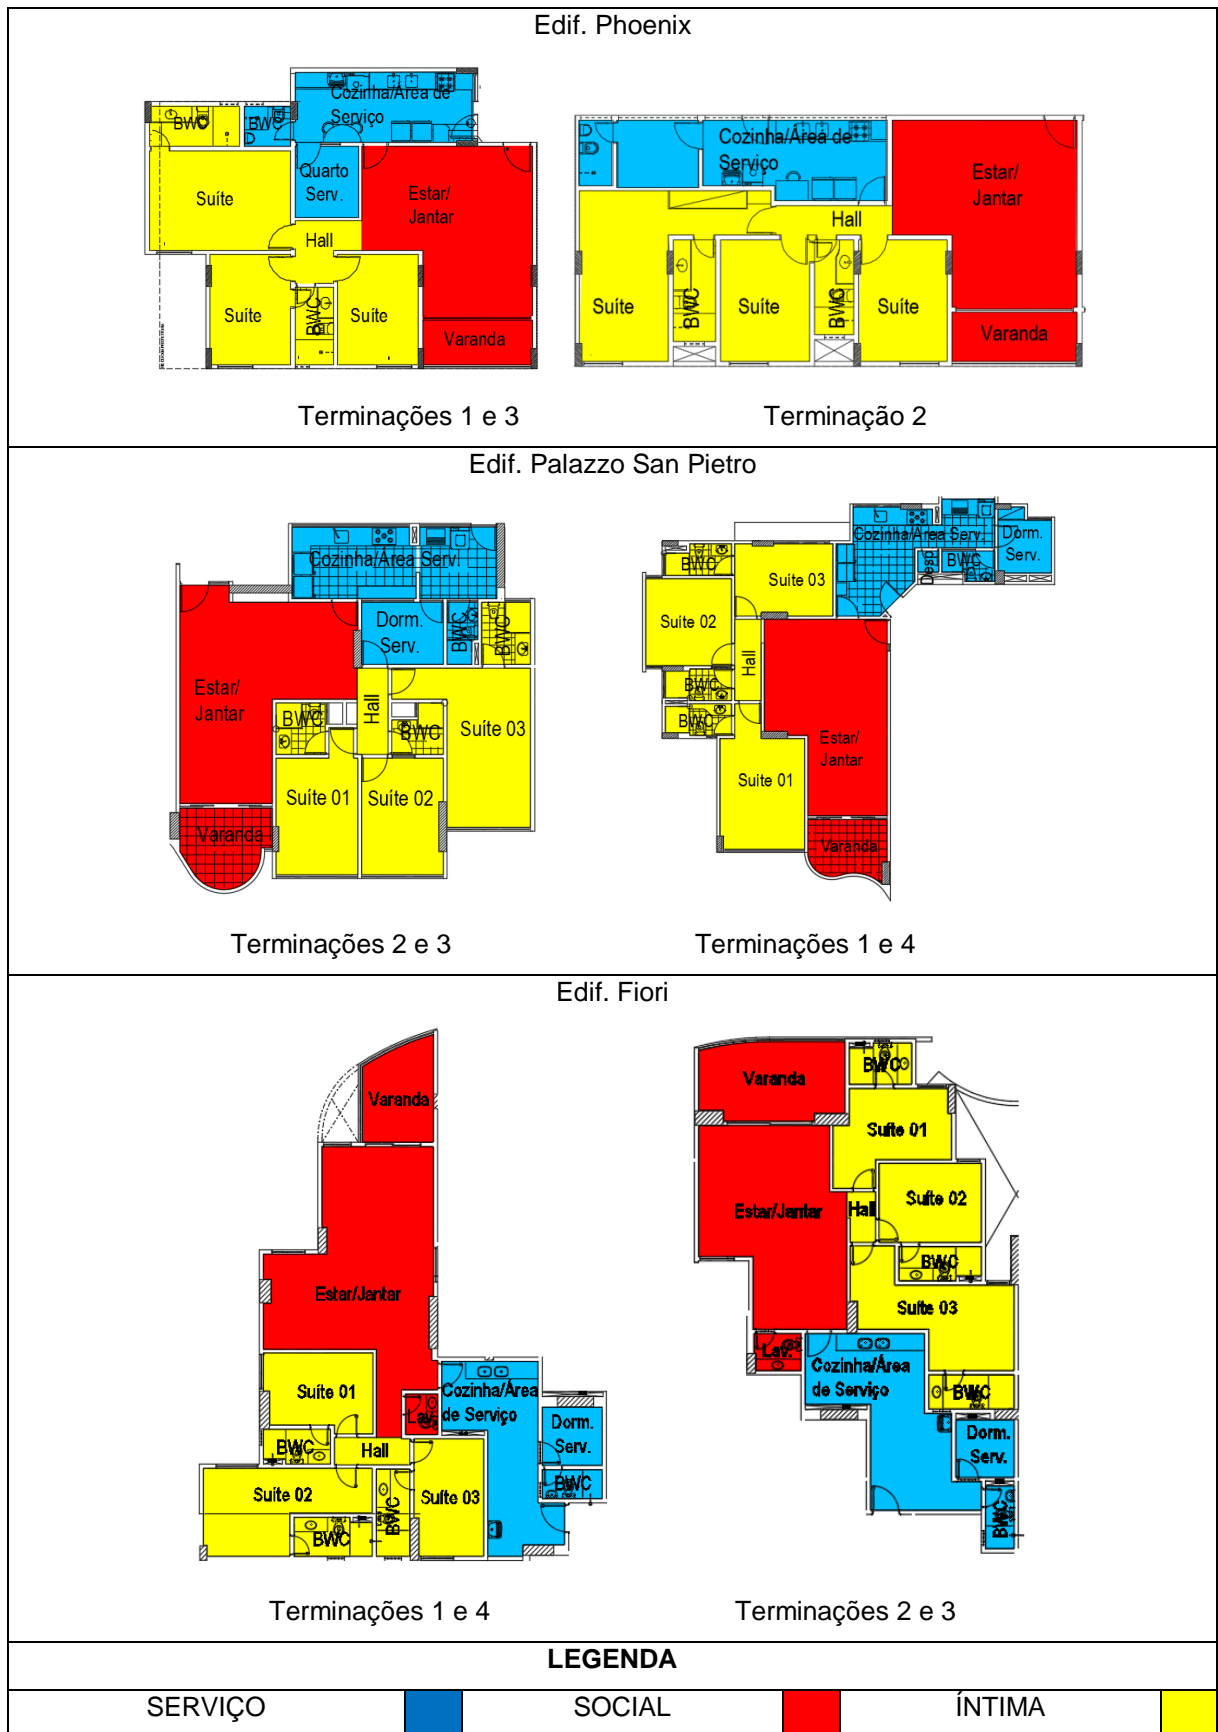 Edif. Phoenix
BWC
BWC
Cozinha/Área de
Serviço
Suíte
Quarto
Serv.
Estar/
Jantar
Hall
Suíte
BWC
Suíte
Varanda
Cozinha/Área de
Serviço
Estar/
Jantar
Hall
Suíte
BWC
Suíte
BWC
Suíte
Varanda
Terminações 1 e 3
Terminação 2
Edif. Palazzo San Pietro
Cozinha/Área Serv.
Dorm.
Serv.
BWC
BWC
Estar/
Jantar
BWC
Hall
BWC
Suíte 03
Suíte 01
Suíte 02
Varanda
Cozinha/Área Serv.
Dorm.
Serv.
Desp
BWC
BWC
Suíte 03
Suíte 02
Hall
BWC
BWC
Estar/
Jantar
Suíte 01
Varanda
Terminações 2 e 3
Terminações 1 e 4
Edif. Fiori
Varanda
Estar/Jantar
Suíte 01
Lav.
Cozinha/Área
de Serviço
Dorm.
Serv.
BWC
Hall
BWC
Suíte 02
BWC
Suíte 03
BWC
Varanda
BWC
Suíte 01
Suíte 02
Estar/Jantar
Hall
BWC
Suíte 03
Lav.
Cozinha/Área
de Serviço
BWC
Dorm.
Serv.
BWC
Terminações 1 e 4
Terminações 2 e 3
LEGENDA
SERVIÇO
SOCIAL
ÍNTIMA